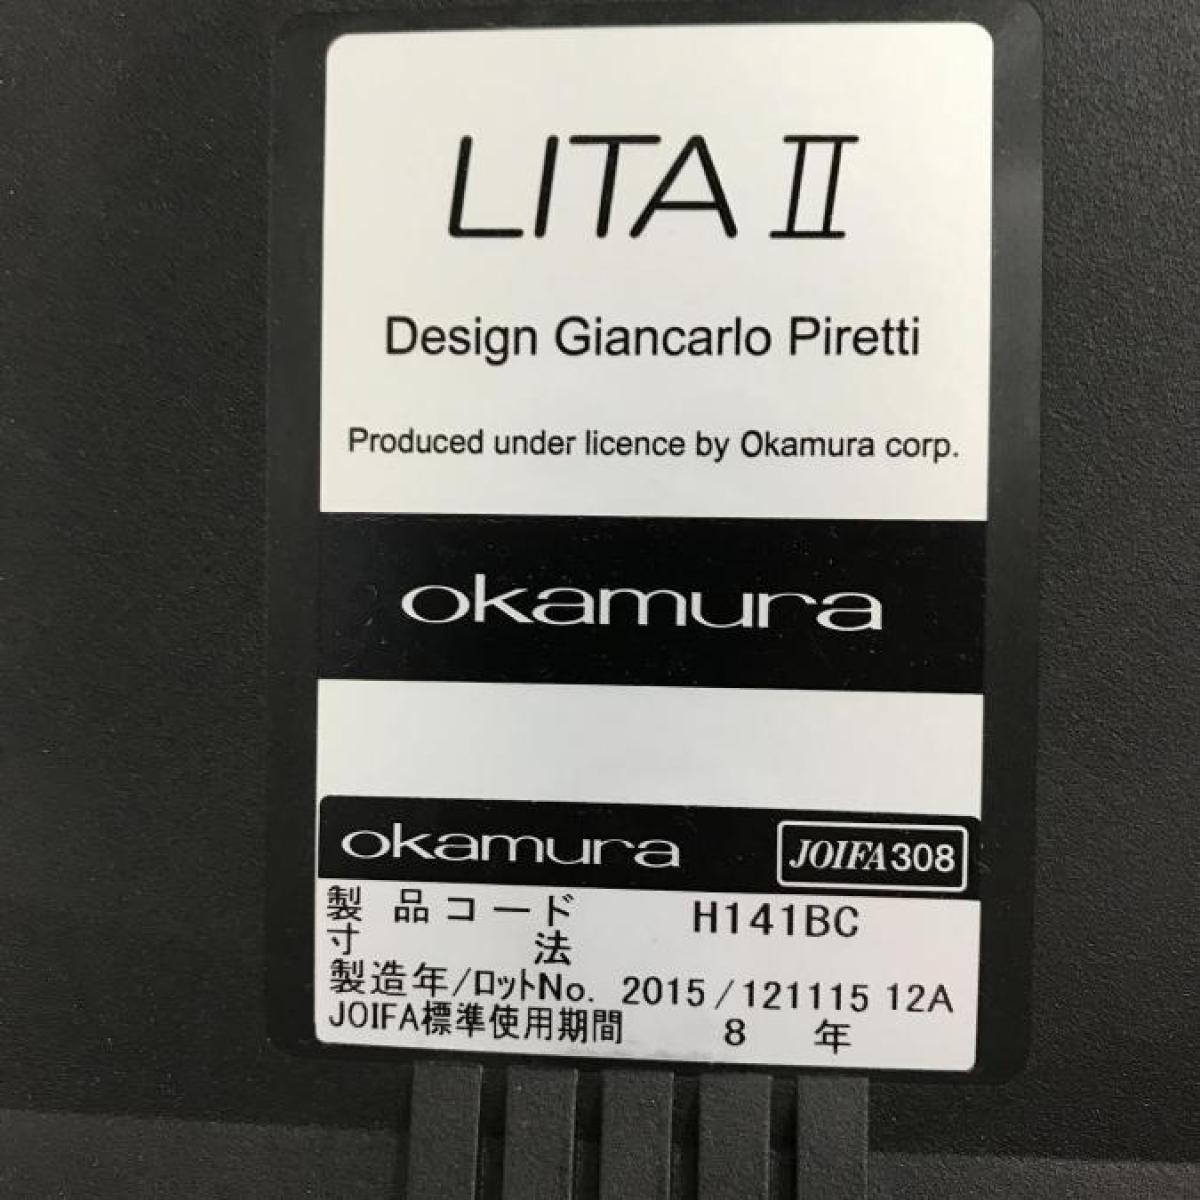 LITA II
Design Giancarlo Piretti
Produced under licence by Okamura corp.
okamura
okamura JOIFA308
製品コード H141BC
寸法
製造年/ロットNo. 2015/121115 12A
JOIFA標準使用期間 8 年